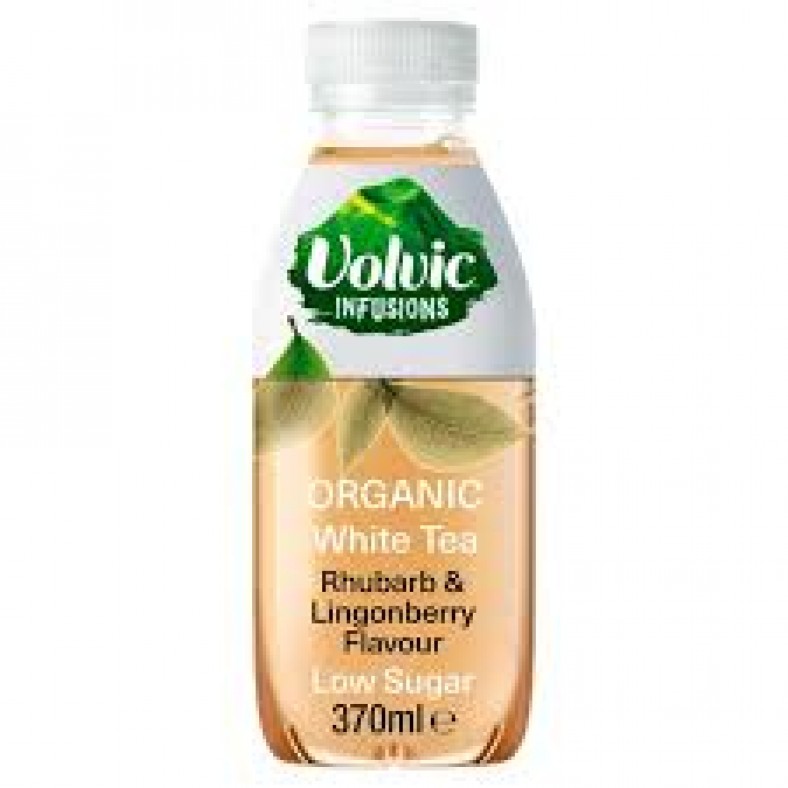 Volvic
INFUSIONS
ORGANIC
White Tea
Rhubarb &
Lingonberry
Flavour
Low Sugar
370ml ℮